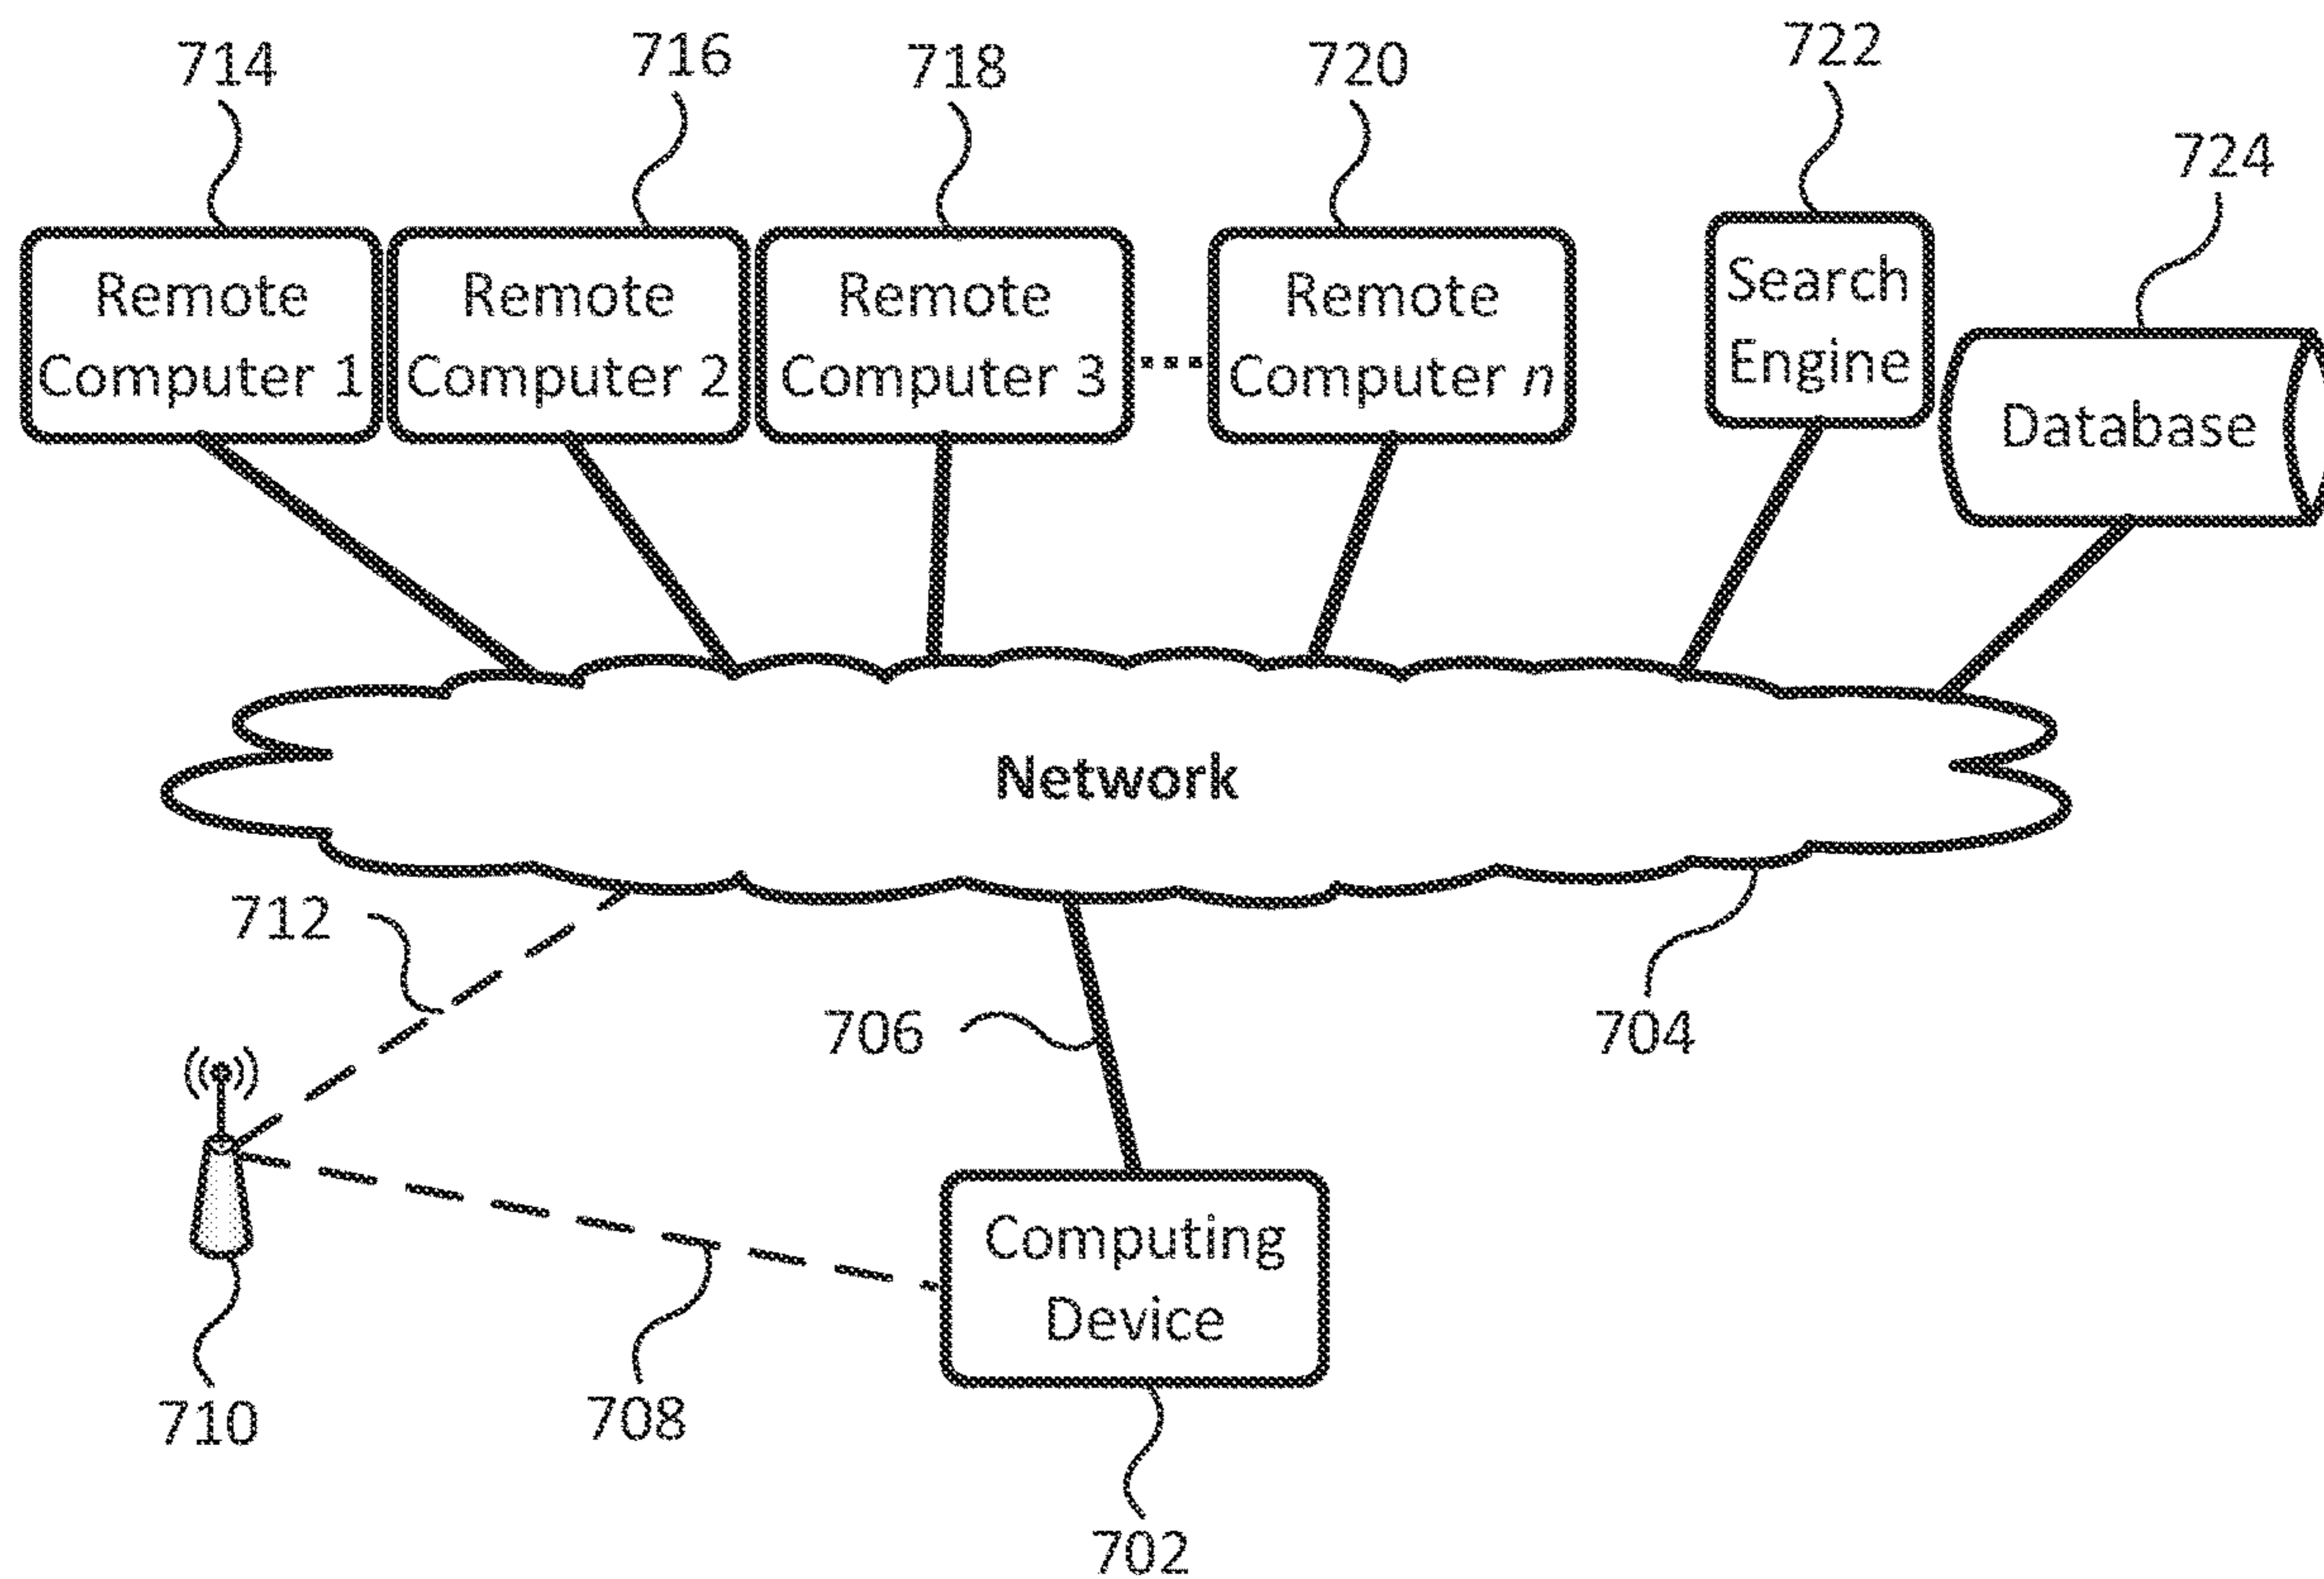 714
716
718
720
722
724
Remote
Computer 1
Remote
Computer 2
Remote
Computer 3
...
Remote
Computer n
Search
Engine
Database
Network
712
706
704
Computing
Device
710
708
702